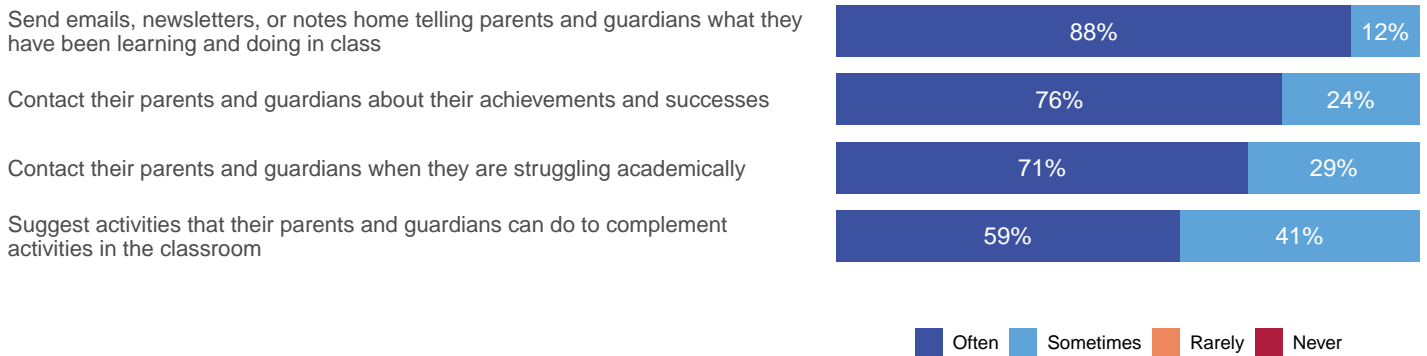 Send emails, newsletters, or notes home telling parents and guardians what they
have been learning and doing in class
88%
12%
Contact their parents and guardians about their achievements and successes
76%
24%
Contact their parents and guardians when they are struggling academically
71%
29%
Suggest activities that their parents and guardians can do to complement
activities in the classroom
59%
41%
Often Sometimes Rarely Never